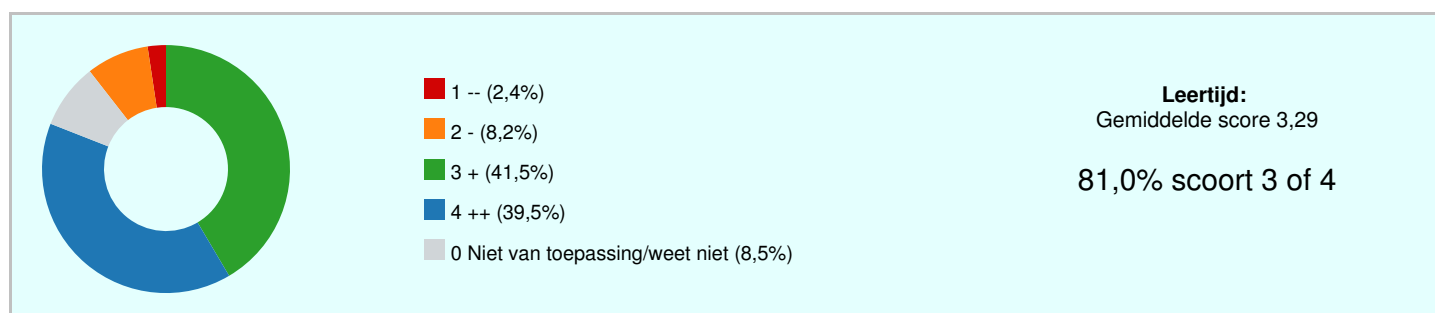 1 -- (2,4%)
2 - (8,2%)
3 + (41,5%)
4 ++ (39,5%)
0 Niet van toepassing/weet niet (8,5%)
Leertijd:
Gemiddelde score 3,29
81,0% scoort 3 of 4